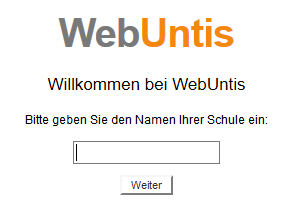 WebUntis
Willkommen bei WebUntis
Bitte geben Sie den Namen Ihrer Schule ein:
Weiter